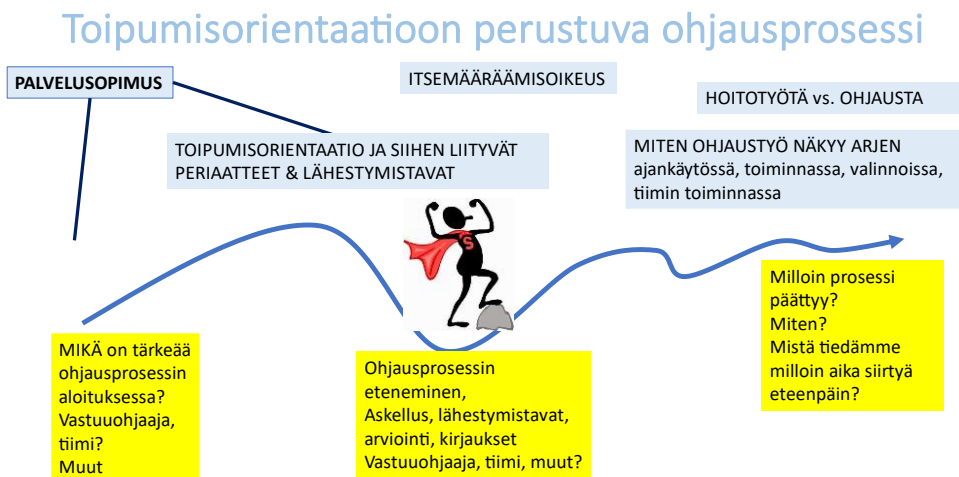 Toipumisorientaatioon perustuva ohjausprosessi
PALVELUSOPIMUS
ITSEMÄÄRÄÄMISOIKEUS
HOITOTYÖTÄ vs. OHJAUSTA
TOIPUMISORIENTAATIO JA SIIHEN LIITYVÄT
PERIAATTEET & LÄHESTYMISTAVAT
MITEN OHJAUSTYÖ NÄKYY ARJEN
ajankäytössä, toiminnassa, valinnoissa,
tiimin toiminnassa
S
MIKÄ on tärkeää
ohjausprosessin
aloituksessa?
Vastuuohjaaja,
tiimi?
Muut
Ohjausprosessin
eteneminen,
Askellus, lähestymistavat,
arviointi, kirjaukset
Vastuuohjaaja, tiimi, muut?
Milloin prosessi
päättyy?
Miten?
Mistä tiedämme
milloin aika siirtyä
eteenpäin?